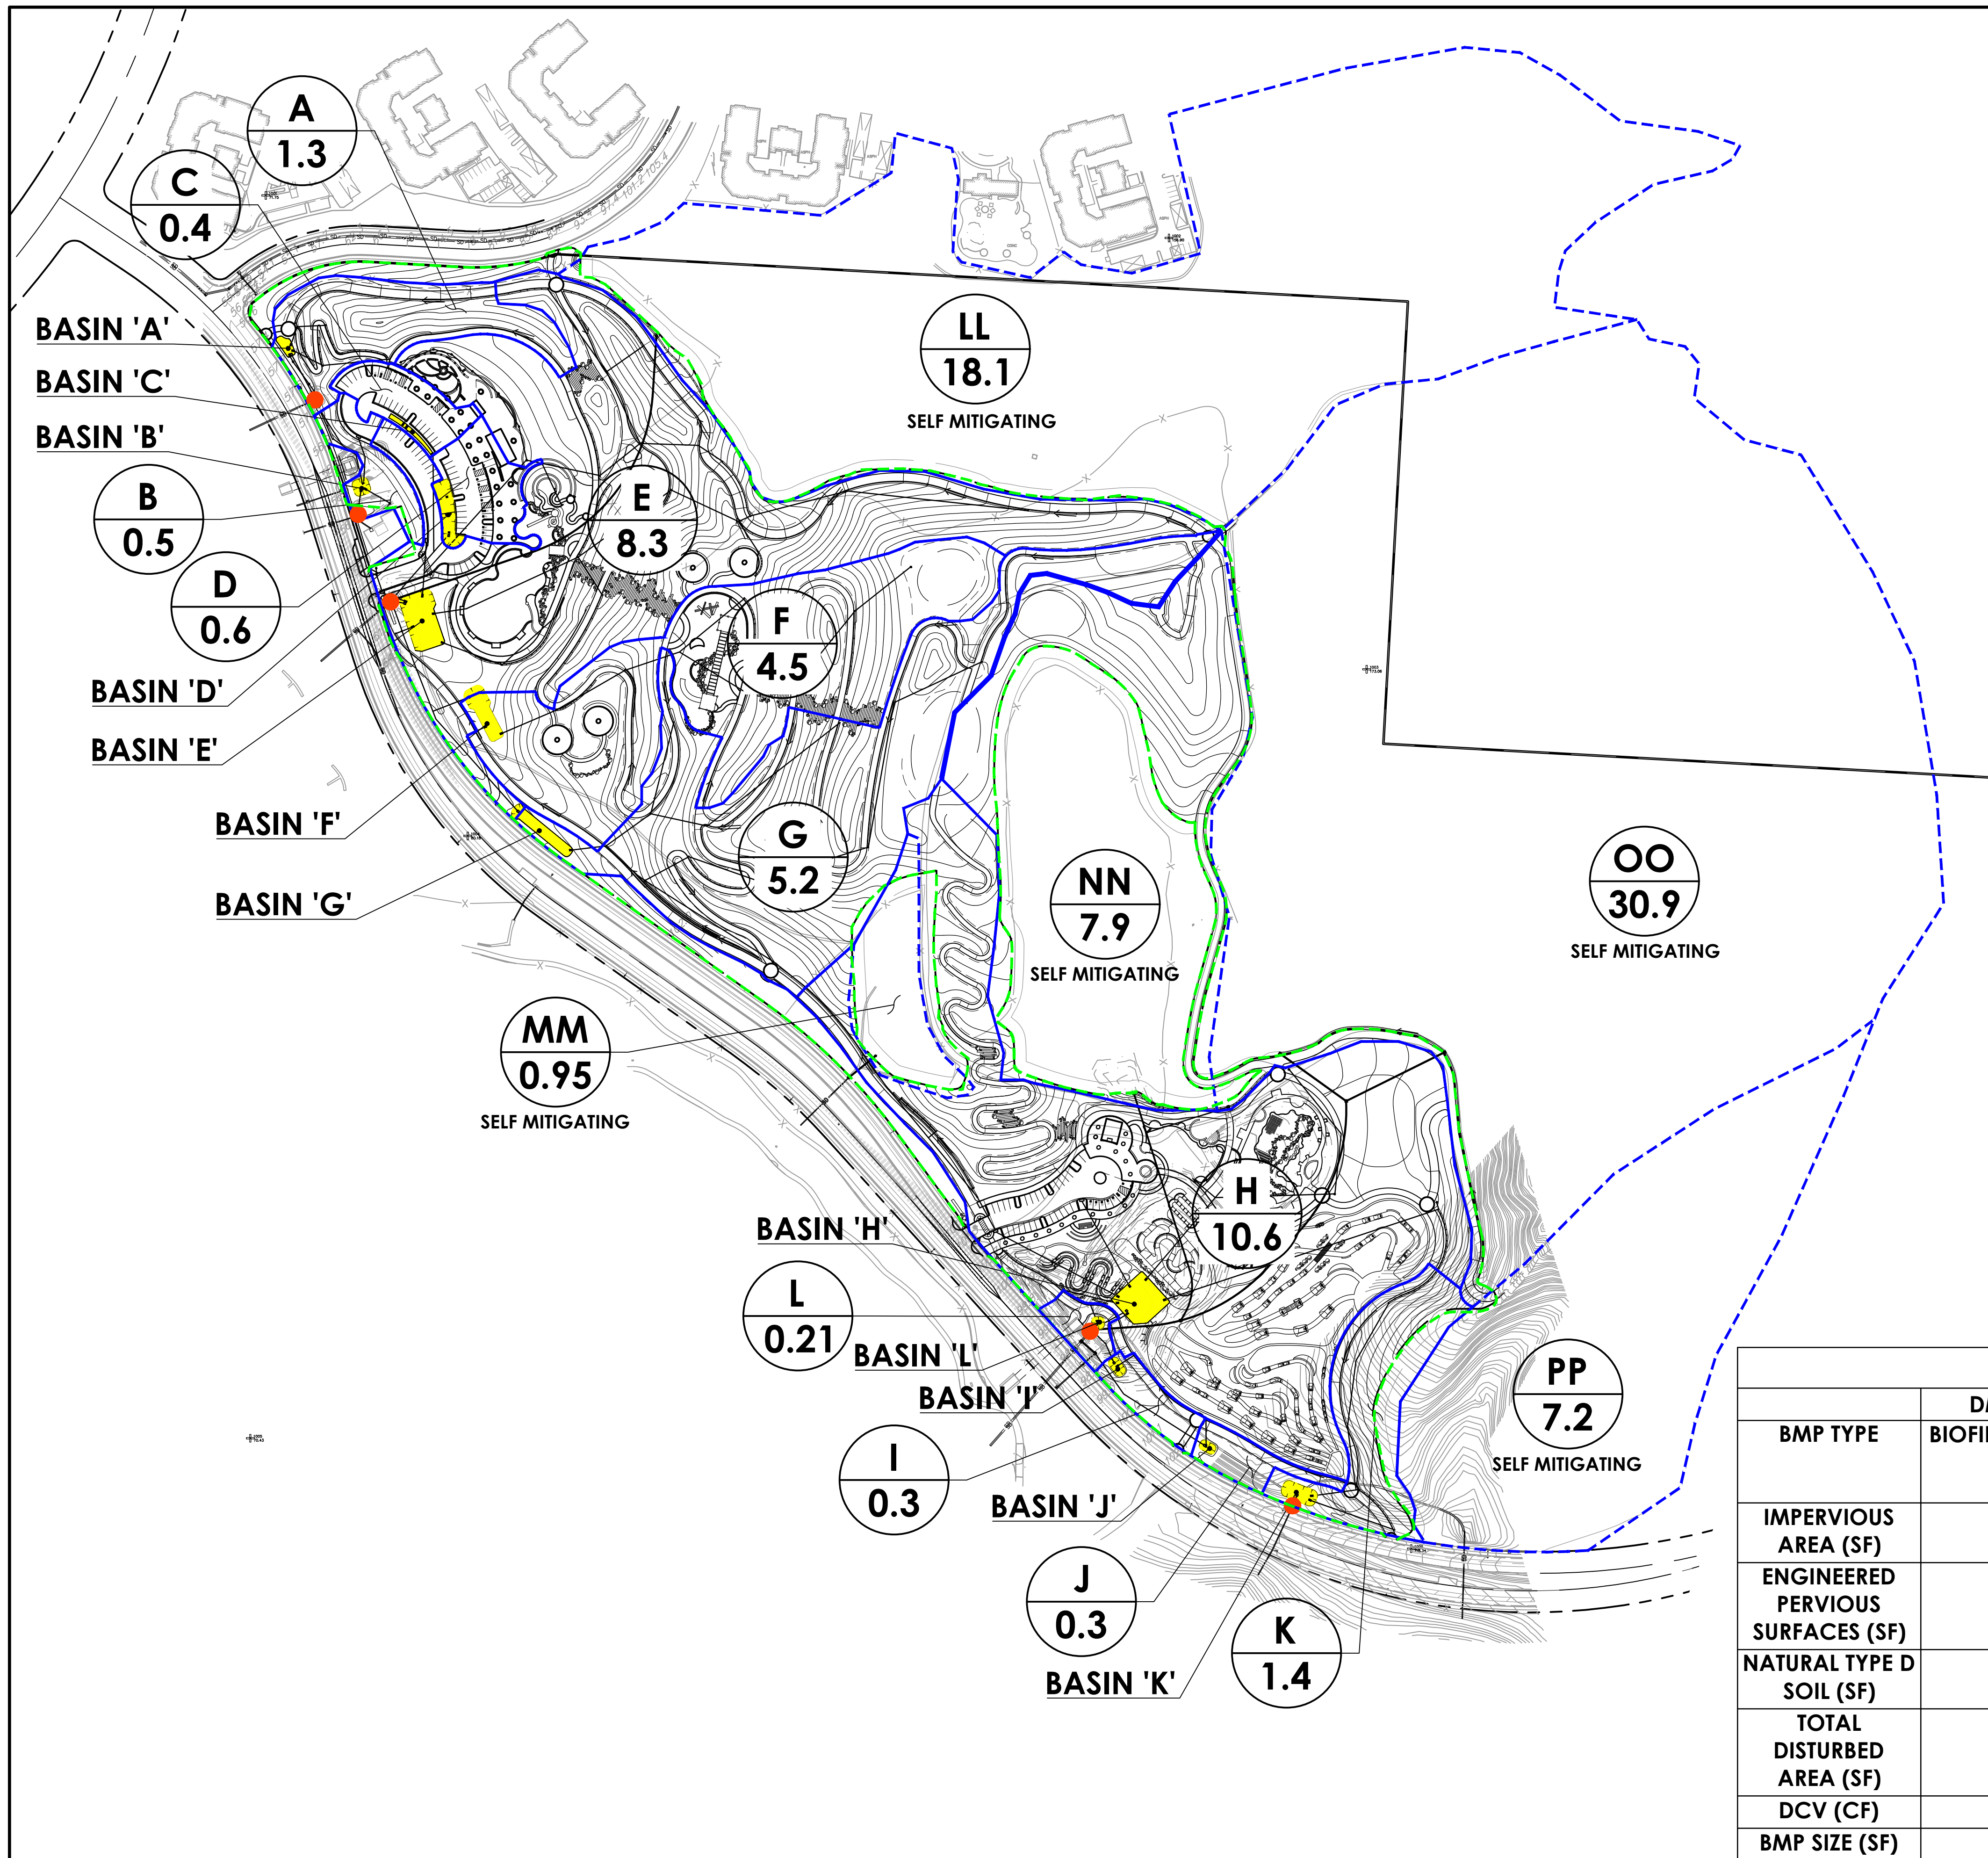 A
1.3
C
0.4
BASIN 'A'
BASIN 'C'
BASIN 'B'
B
0.5
D
0.6
BASIN 'D'
BASIN 'E'
BASIN 'F'
BASIN 'G'
E
8.3
F
4.5
G
5.2
LL
18.1
SELF MITIGATING
NN
7.9
SELF MITIGATING
OO
30.9
SELF MITIGATING
MM
0.95
SELF MITIGATING
H
10.6
BASIN 'H'
L
0.21
BASIN 'L'
BASIN 'I'
I
0.3
BASIN 'J'
J
0.3
BASIN 'K'
K
1.4
PP
7.2
SELF MITIGATING
BMP TYPE
IMPERVIOUS
AREA (SF)
ENGINEERED
PERVIOUS
SURFACES (SF)
NATURAL TYPE D
SOIL (SF)
TOTAL
DISTURBED
AREA (SF)
DCV (CF)
BMP SIZE (SF)